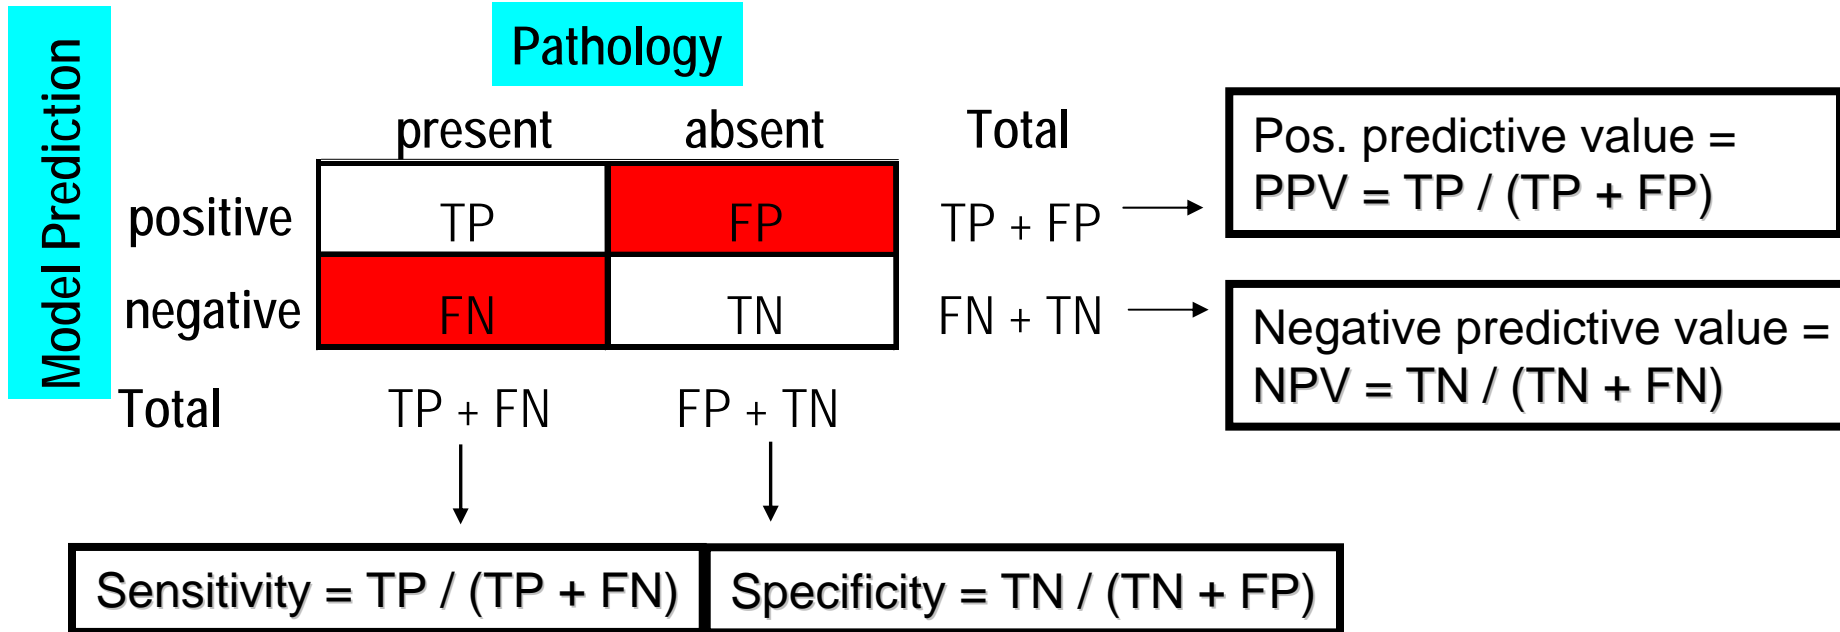 Model Prediction
Pathology
present absent Total
positive TP FP TP + FP
negative FN TN FN + TN
Total TP + FN FP + TN
Pos. predictive value =
PPV = TP / (TP + FP)
Negative predictive value =
NPV = TN / (TN + FN)
Sensitivity = TP / (TP + FN)
Specificity = TN / (TN + FP)